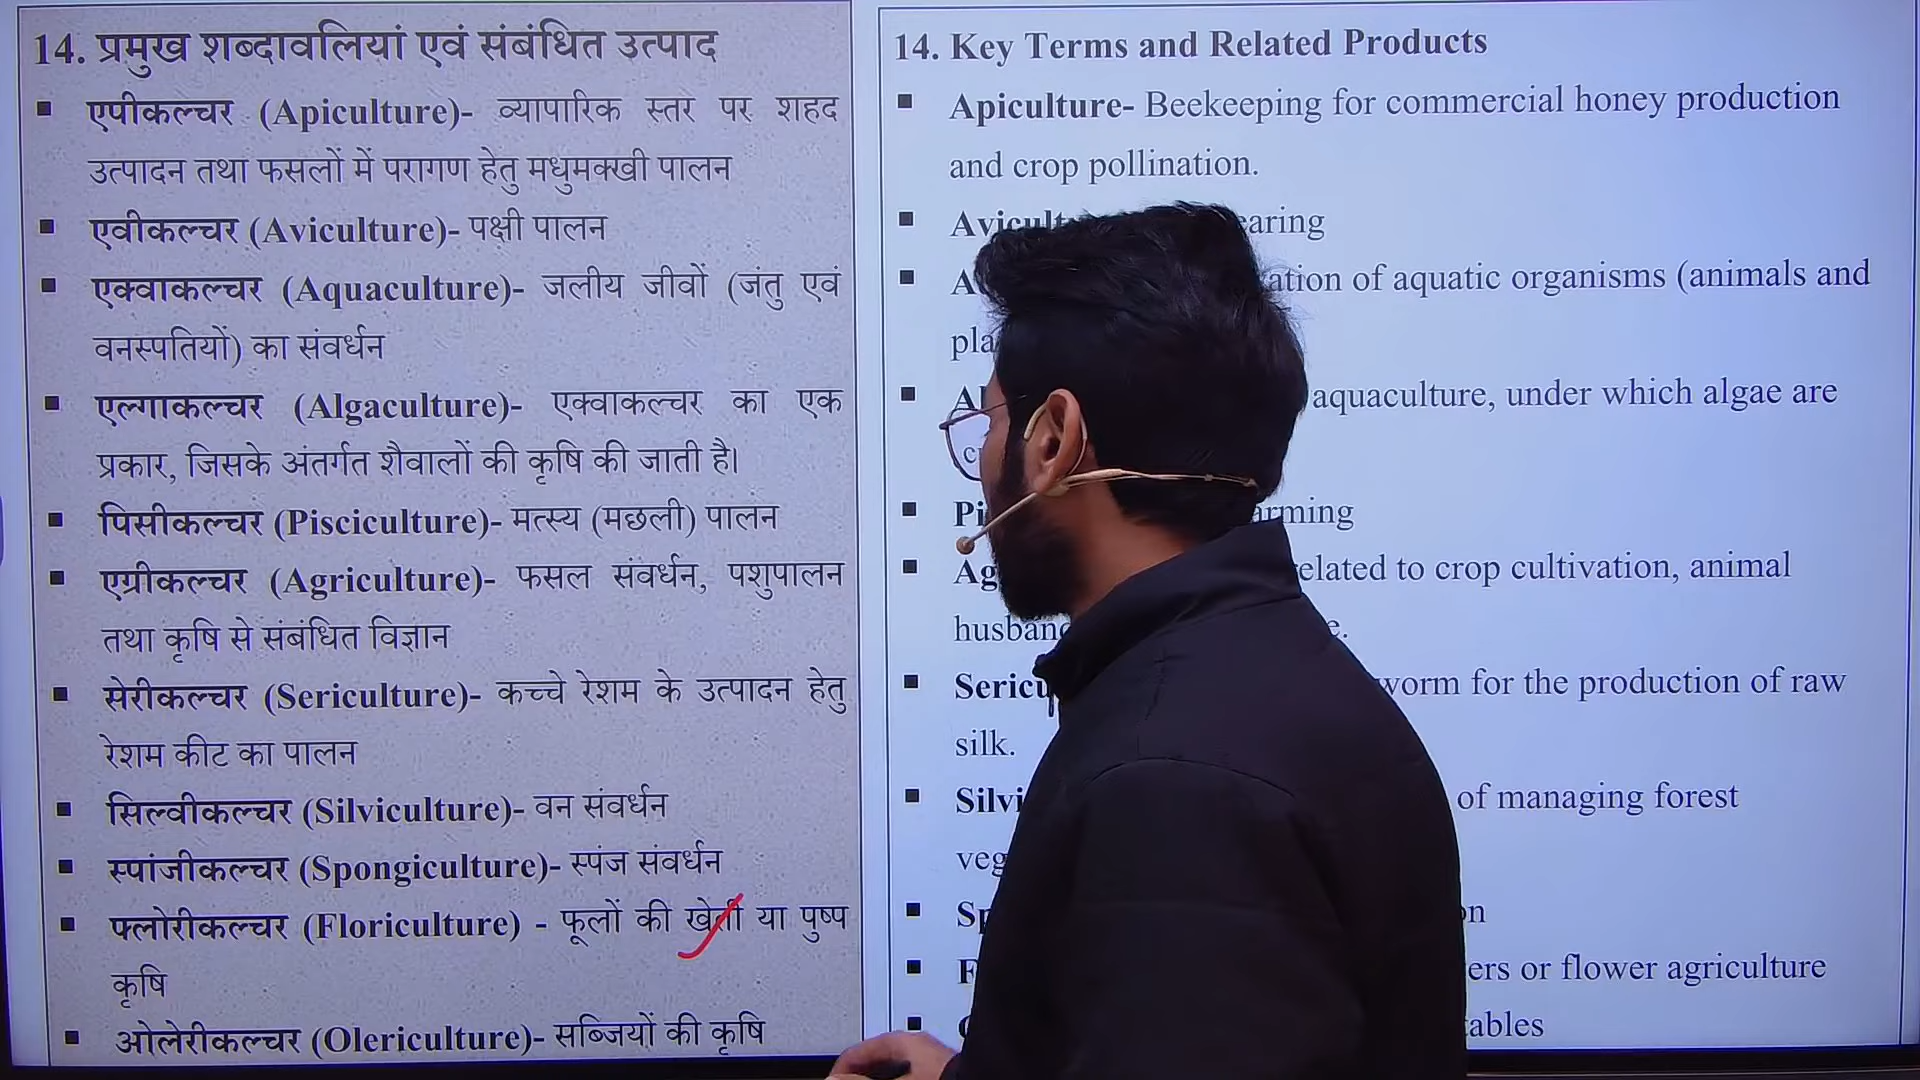 14. प्रमुख शब्दावलियां एवं संबंधित उत्पाद
▪ एपीकल्चर (Apiculture)- व्यापारिक स्तर पर शहद
उत्पादन तथा फसलों में परागण हेतु मधुमक्खी पालन
▪ एवीकल्चर (Aviculture)- पक्षी पालन
▪ एक्वाकल्चर (Aquaculture)- जलीय जीवों (जंतु एवं
वनस्पतियों) का संवर्धन
▪ एल्गाकल्चर (Algaculture)- एक्वाकल्चर का एक
प्रकार, जिसके अंतर्गत शैवालों की कृषि की जाती है।
▪ पिसीकल्चर (Pisciculture)- मत्स्य (मछली) पालन
▪ एग्रीकल्चर (Agriculture)- फसल संवर्धन, पशुपालन
तथा कृषि से संबंधित विज्ञान
▪ सेरीकल्चर (Sericulture)- कच्चे रेशम के उत्पादन हेतु
रेशम कीट का पालन
▪ सिल्वीकल्चर (Silviculture)- वन संवर्धन
▪ स्पांजीकल्चर (Spongiculture)- स्पंज संवर्धन
▪ फ्लोरीकल्चर (Floriculture) - फूलों की खेती या पुष्प
कृषि
▪ ओलेरीकल्चर (Olericulture)- सब्जियों की कृषि
14. Key Terms and Related Products
▪ Apiculture- Beekeeping for commercial honey production
and crop pollination.
▪
▪ of aquatic organisms (animals and
▪ aquaculture, under which algae are
▪
▪ to crop cultivation, animal
▪ for the production of raw
silk.
▪ of managing forest
▪
▪ or flower agriculture
▪